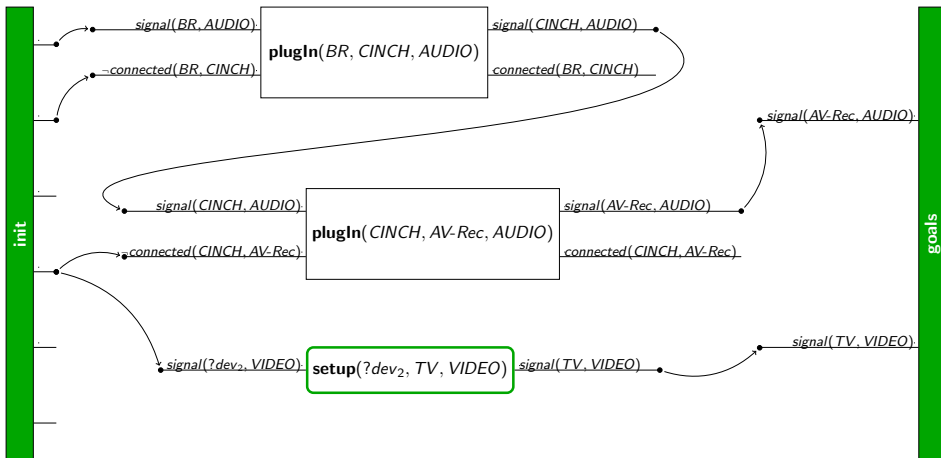 signal(BR, AUDIO)
signal(CINCH, AUDIO)
plugIn(BR, CINCH, AUDIO)
¬connected(BR, CINCH)
connected(BR, CINCH)
signal(AV-Rec, AUDIO)
init
goals
signal(CINCH, AUDIO)
signal(AV-Rec, AUDIO)
plugIn(CINCH, AV-Rec, AUDIO)
¬connected(CINCH, AV-Rec)
connected(CINCH, AV-Rec)
signal(TV, VIDEO)
signal(?dev₂, VIDEO)
setup(?dev₂, TV, VIDEO)
signal(TV, VIDEO)